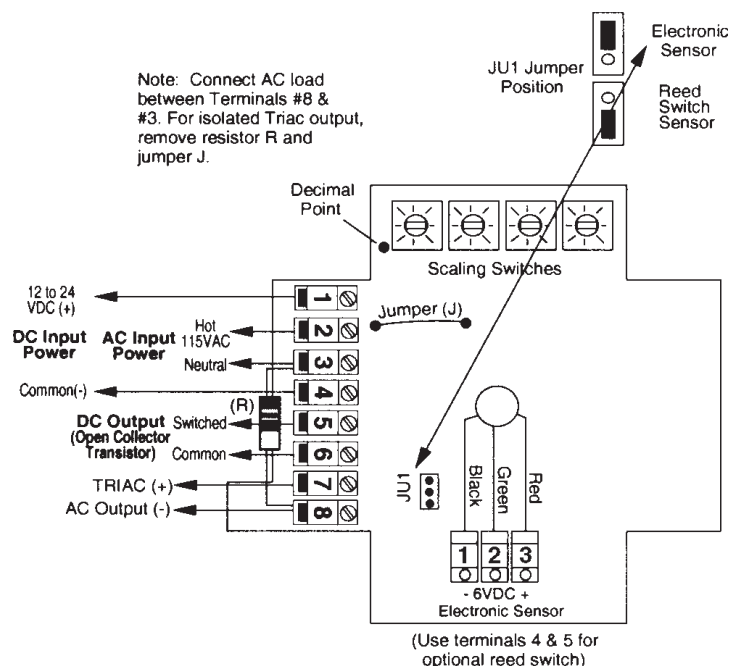 Note: Connect AC load
between Terminals #8 &
#3. For isolated Triac output,
remove resistor R and
jumper J.
JU1 Jumper
Position
Electronic
Sensor
Reed
Switch
Sensor
Decimal
Point
Scaling Switches
12 to 24
VDC (+)
DC Input
Power
AC Input
Power
Hot
115VAC
Neutral
Common(-)
(R)
DC Output
(Open Collector
Transistor)
Switched
Common
TRIAC (+)
AC Output (-)
1
2
3
4
5
6
7
8
Jumper (J)
JU1
Black
Green
Red
1 2 3
- 6VDC +
Electronic Sensor
(Use terminals 4 & 5 for
optional reed switch)